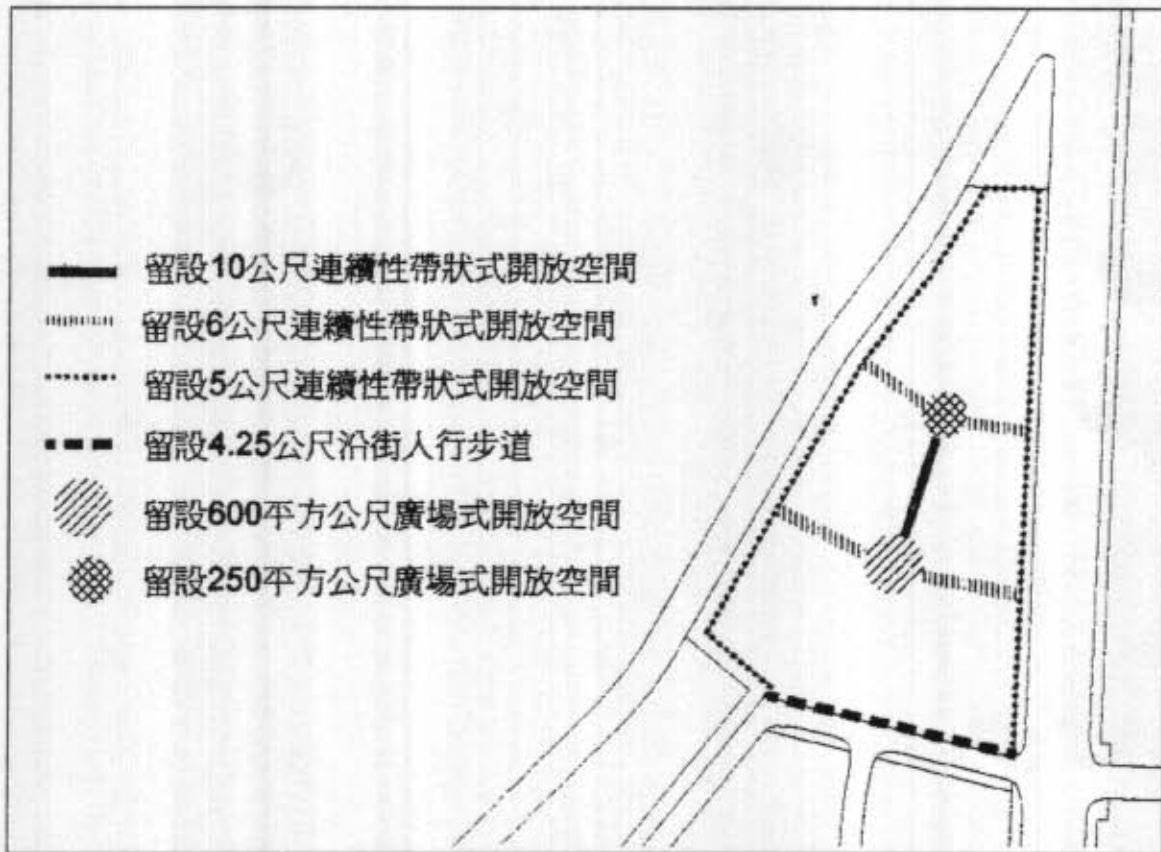 留設10公尺連續性帶狀式開放空間
留設6公尺連續性帶狀式開放空間
留設5公尺連續性帶狀式開放空間
留設4.25公尺沿街人行步道
留設600平方公尺廣場式開放空間
留設250平方公尺廣場式開放空間